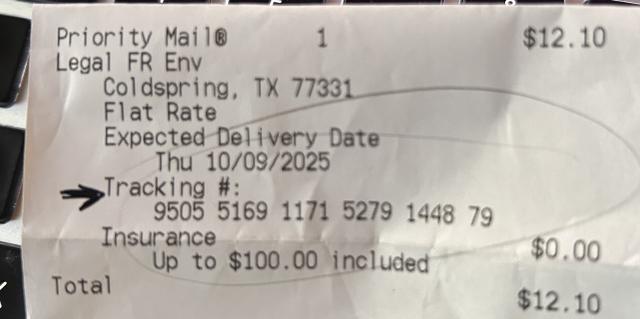 Priority Mail® 1 $12.10
Legal FR Env
Coldspring, TX 77331
Flat Rate
Expected Delivery Date
Thu 10/09/2025
Tracking #:
9505 5169 1171 5279 1448 79
Insurance $0.00
Up to $100.00 included
Total $12.10